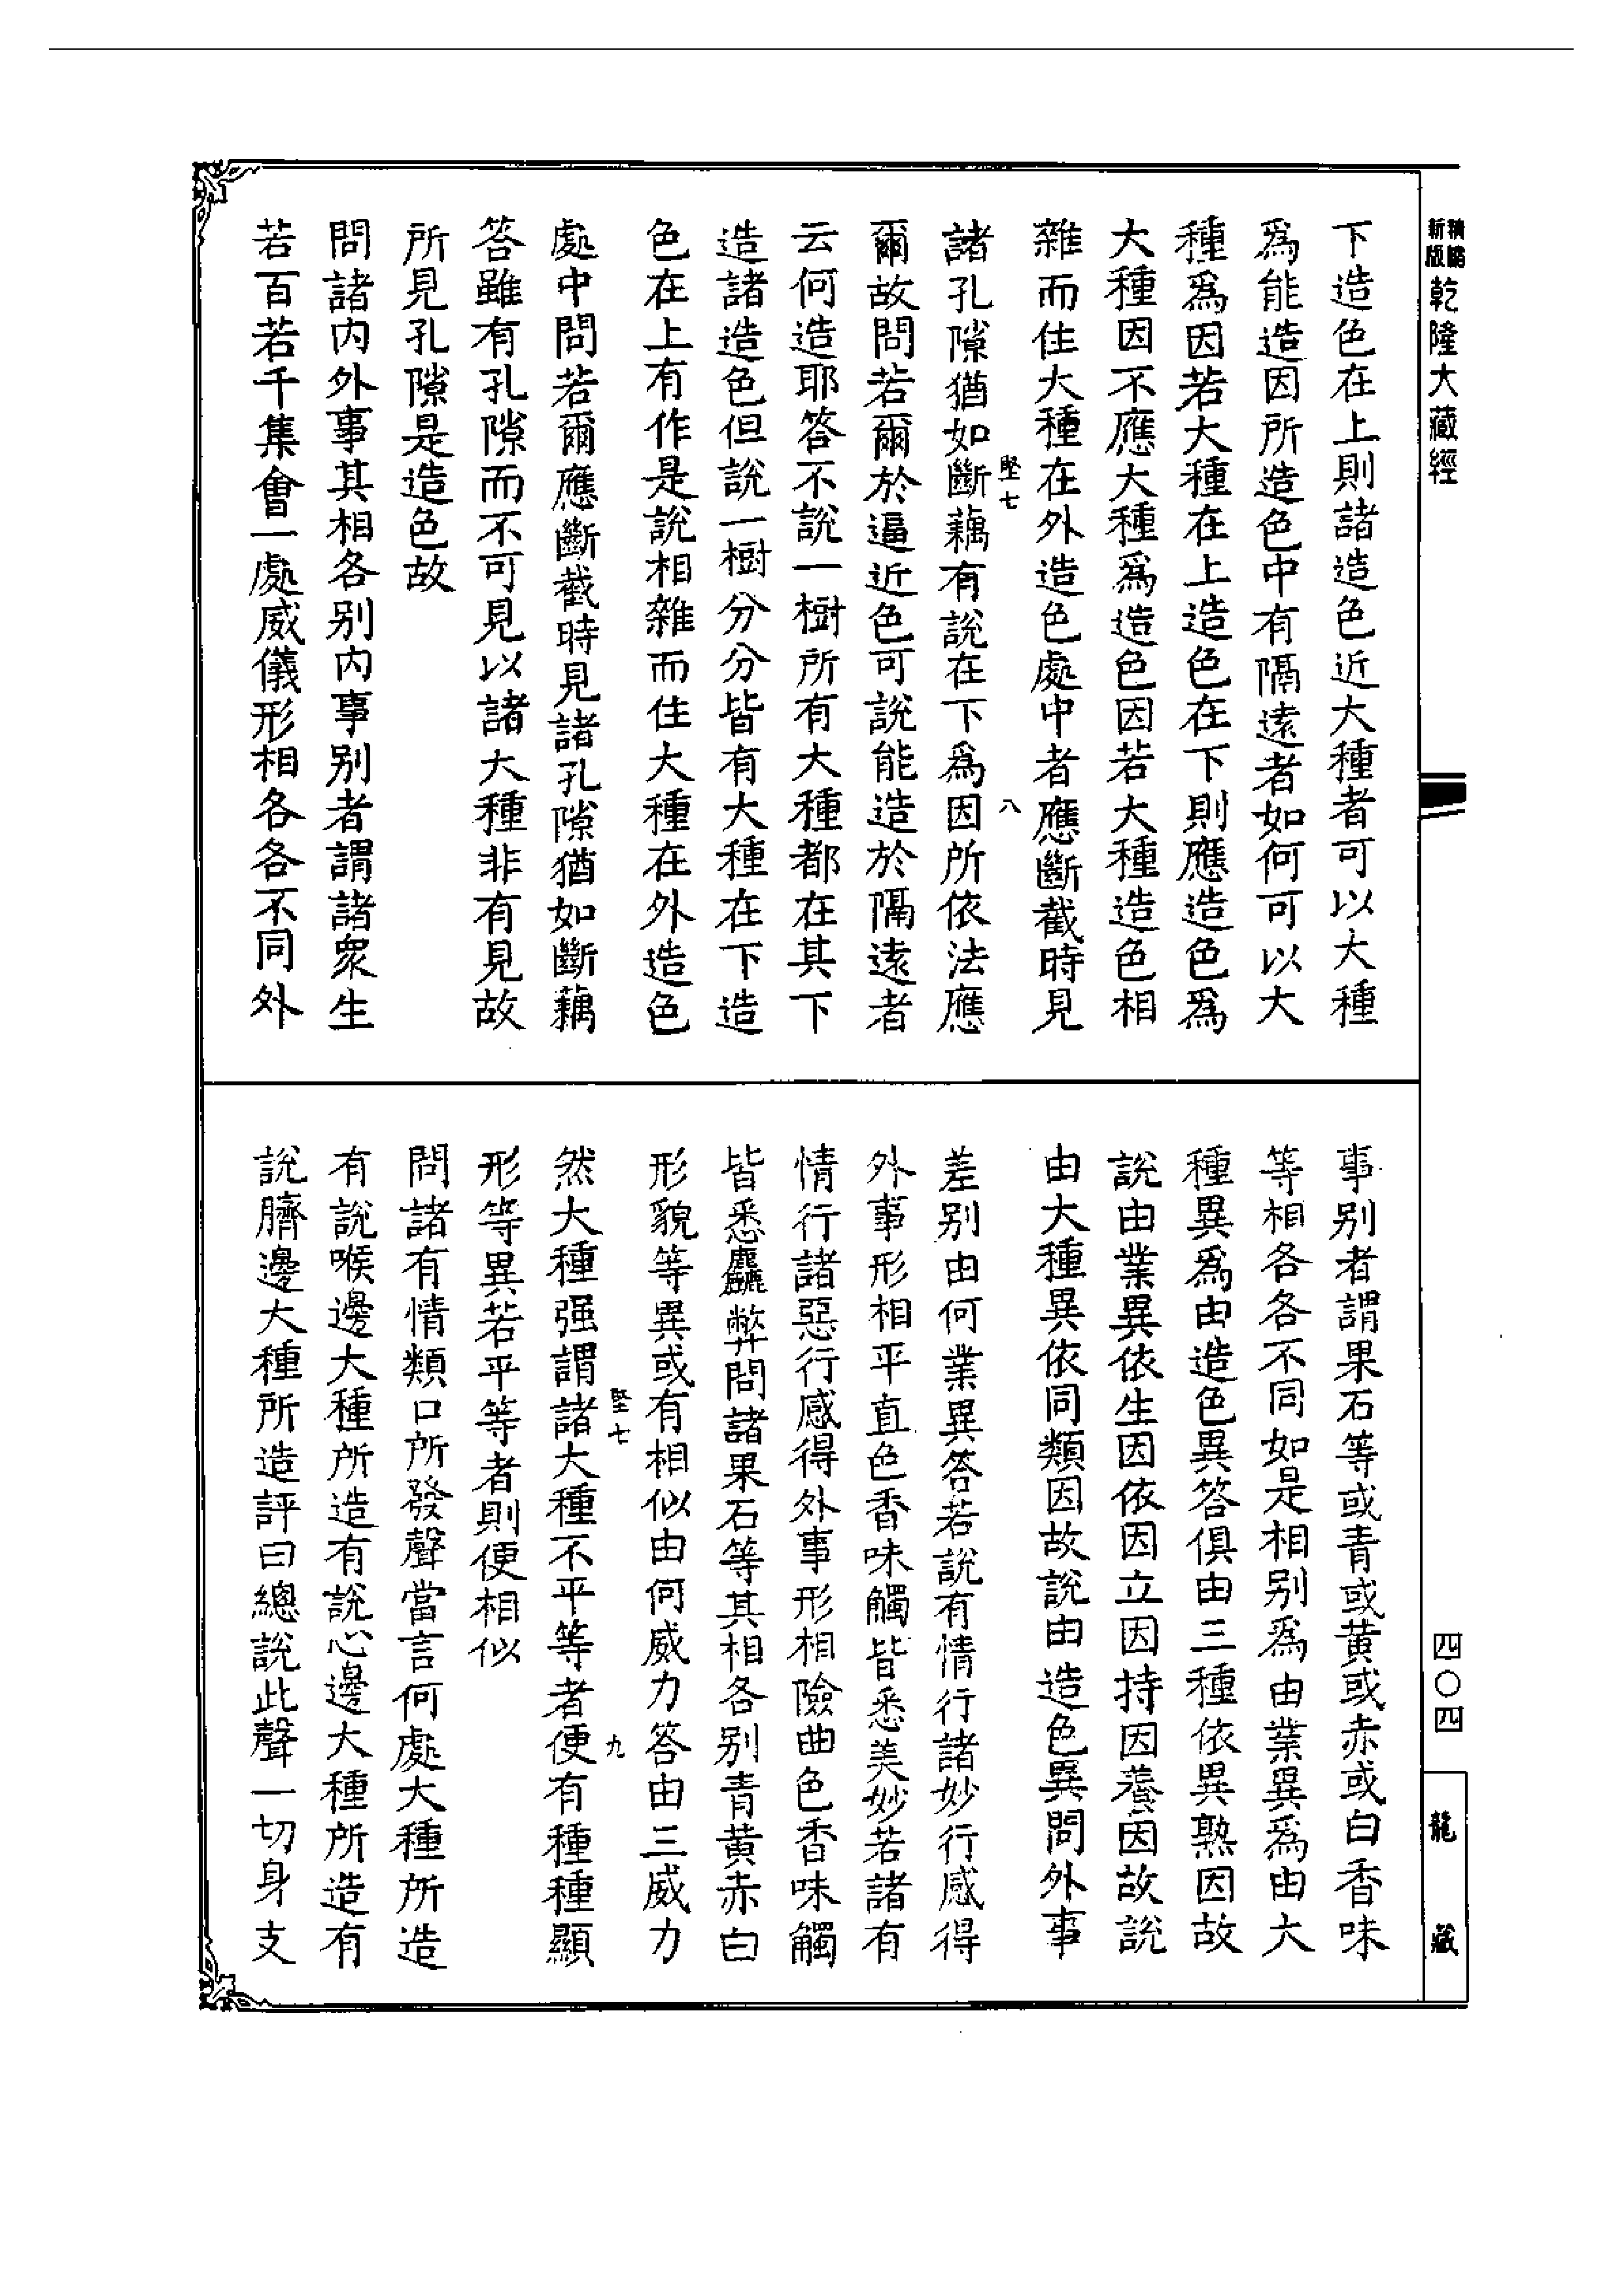 新版
精縮
乾隆大藏經
四〇四
龍藏
下造色在上則諸造色近大種者可以大種
爲能造因所造色中有隔遠者如何可以大
種爲因若大種在上造色在下則應造色爲
大種因不應大種爲造色因若大種造色相
雜而住大種在外造色處中者應斷截時見
堅七
八
諸孔隙猶如斷藕有說在下爲因所依法應
爾故問若爾於逼近色可說能造於隔遠者
云何造耶答不說一樹所有大種都在其下
造諸造色但說一樹分分皆有大種在下造
色在上有作是說相雜而住大種在外造色
處中問若爾應斷截時見諸孔隙猶如斷藕
答雖有孔隙而不可見以諸大種非有見故
所見孔隙是造色故
問諸内外事其相各别内事别者謂諸衆生
若百若千集會一處威儀形相各各不同外
事别者謂果石等或青或黄或赤或白香味
等相各各不同如是相别爲由業異爲由大
種異爲由造色異答俱由三種依異熟因故
說由業異依生因依因立因持因養因故說
由大種異依同類因故說由造色異問外事
差别由何業異答若說有情行諸妙行感得
外事形相平直色香味觸皆悉美妙若諸有
情行諸惡行感得外事形相險曲色香味觸
皆悉麤弊問諸果石等其相各别青黄赤白
形貌等異或有相似由何威力答由三威力
堅七
九
然大種强謂諸大種不平等者便有種種顯
形等異若平等者則便相似
問諸有情類口所發聲當言何處大種所造
有說喉邊大種所造有說心邊大種所造有
說臍邊大種所造評曰總說此聲一切身支